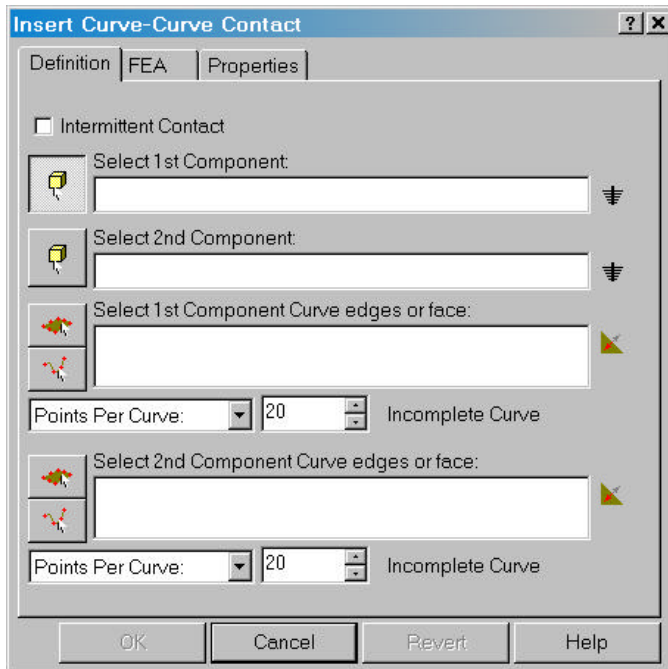 Insert Curve-Curve Contact
Definition FEA Properties
Intermittent Contact
Select 1st Component:
Select 2nd Component:
Select 1st Component Curve edges or face:
Points Per Curve: 20 Incomplete Curve
Select 2nd Component Curve edges or face:
Points Per Curve: 20 Incomplete Curve
OK Cancel Revert Help